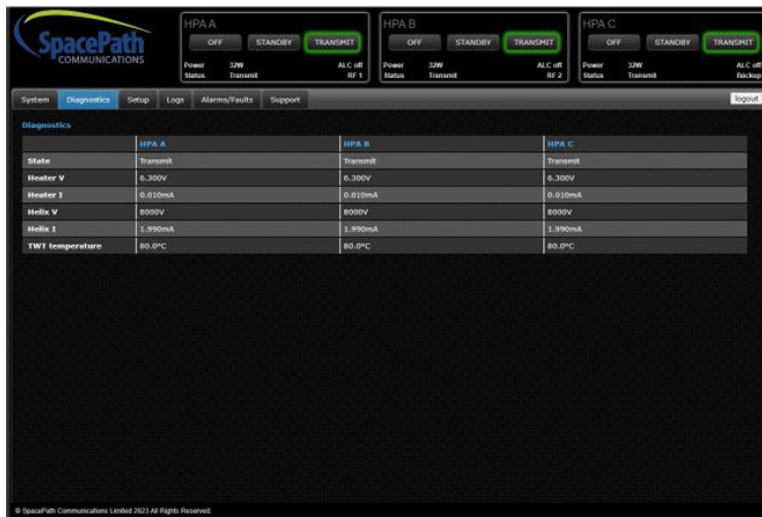 SpacePath
COMMUNICATIONS
HPA A
OFF STANDBY TRANSMIT
Power 32W ALC off
Status Transmit RF 1
HPA B
OFF STANDBY TRANSMIT
Power 32W ALC off
Status Transmit RF 2
HPA C
OFF STANDBY TRANSMIT
Power 32W ALC off
Status Transmit Backup
System Diagnostics Setup Logs Alarms/Faults Support logout
Diagnostics
HPA A HPA B HPA C
State Transmit Transmit Transmit
Heater V 6.300V 6.300V 6.300V
Heater I 0.010mA 0.010mA 0.010mA
Helix V 8000V 8000V 8000V
Helix I 1.990mA 1.990mA 1.990mA
TWT temperature 80.0°C 80.0°C 80.0°C
© SpacePath Communications Limited 2023 All Rights Reserved.